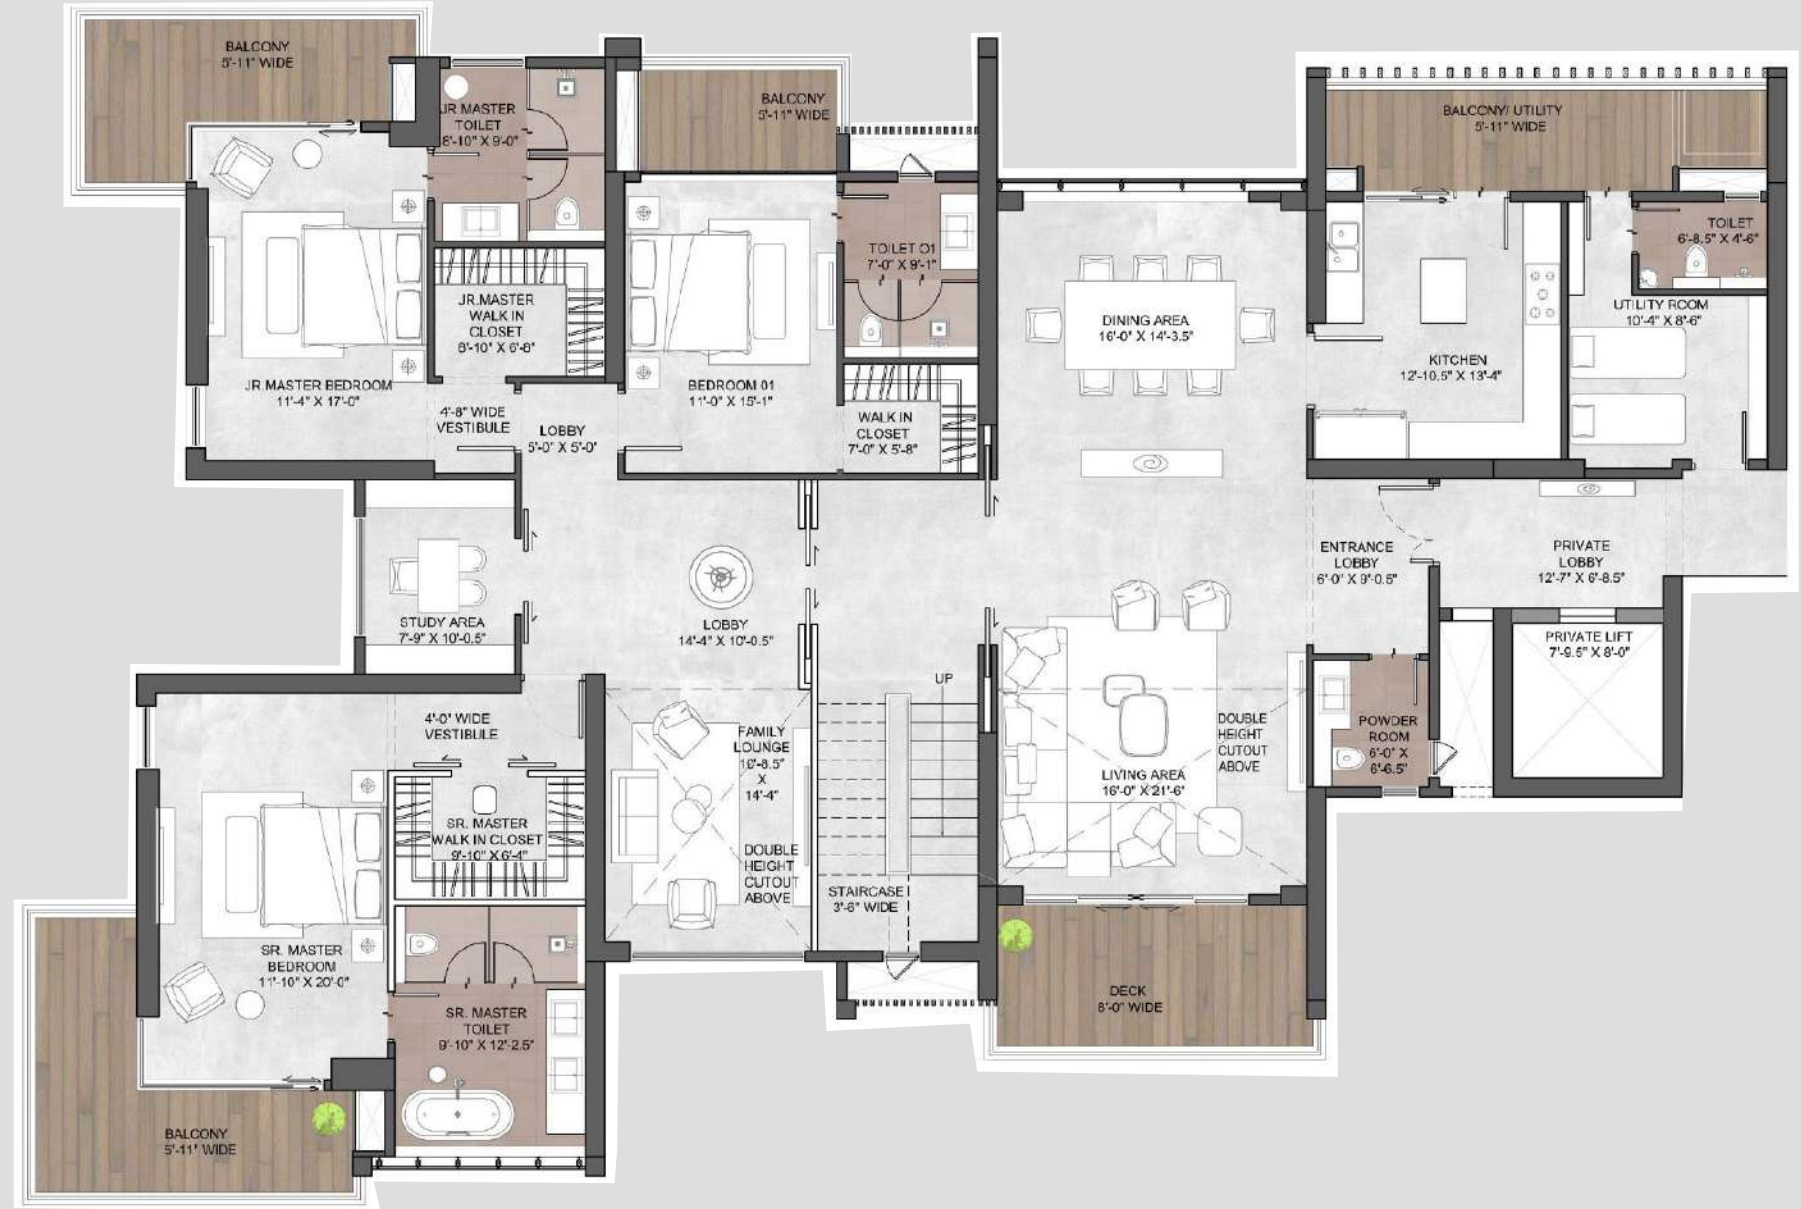 BALCONY
5'-11" WIDE
JR.MASTER
TOILET
8'-10" X 9'-0"
BALCONY
5'-11" WIDE
BALCONY/ UTILITY
5'-11" WIDE
TOILET 01
7'-0" X 9'-1"
TOILET
6'-8.5" X 4'-6"
JR.MASTER
WALK IN
CLOSET
8'-10" X 6'-8"
DINING AREA
16'-0" X 14'-3.5"
UTILITY ROOM
10'-4" X 8'-6"
KITCHEN
12'-10.5" X 13'-4"
JR.MASTER BEDROOM
11'-4" X 17'-0"
4'-8" WIDE
VESTIBULE
LOBBY
5'-0" X 5'-0"
BEDROOM 01
11'-0" X 15'-1"
WALK IN
CLOSET
7'-0" X 5'-8"
ENTRANCE
LOBBY
6'-0" X 9'-0.5"
PRIVATE
LOBBY
12'-7" X 6'-8.5"
STUDY AREA
7'-9" X 10'-0.5"
LOBBY
14'-4" X 10'-0.5"
PRIVATE LIFT
7'-9.5" X 8'-0"
UP
4'-0" WIDE
VESTIBULE
FAMILY
LOUNGE
10'-8.5"
X
14'-4"
DOUBLE
HEIGHT
CUTOUT
ABOVE
POWDER
ROOM
6'-0" X
6'-6.5"
LIVING AREA
16'-0" X 21'-6"
SR. MASTER
WALK IN CLOSET
9'-10" X 6'-4"
DOUBLE
HEIGHT
CUTOUT
ABOVE
STAIRCASE
3'-6" WIDE
SR. MASTER
BEDROOM
11'-10" X 20'-0"
DECK
8'-0" WIDE
SR. MASTER
TOILET
9'-10" X 12'-2.5"
BALCONY
5'-11" WIDE